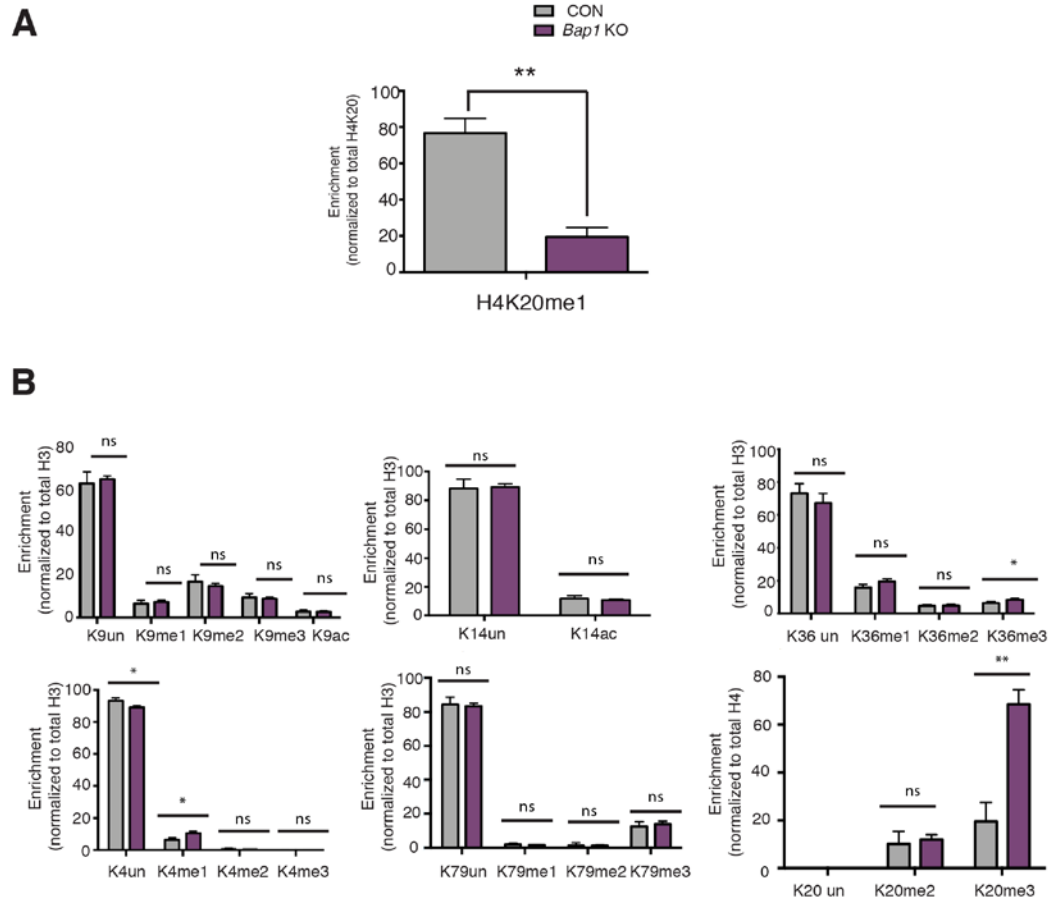 A
CON
Bap1 KO
**
Enrichment
(normalized to total H4K20)
100
80
60
40
20
0
H4K20me1
B
Enrichment
(normalized to total H3)
80
60
40
20
0
ns
ns
ns
ns
ns
K9un K9me1 K9me2 K9me3 K9ac
Enrichment
(normalized to total H3)
100
80
60
40
20
0
ns
ns
K14un K14ac
Enrichment
(normalized to total H3)
100
80
60
40
20
0
ns
ns
ns
*
K36 un K36me1 K36me2 K36me3
Enrichment
(normalized to total H3)
100
80
60
40
20
0
*
*
ns
ns
K4un K4me1 K4me2 K4me3
Enrichment
(normalized to total H3)
100
80
60
40
20
0
ns
ns
ns
ns
K79un K79me1 K79me2 K79me3
Enrichment
(normalized to total H4)
80
60
40
20
0
ns
**
K20 un K20me2 K20me3